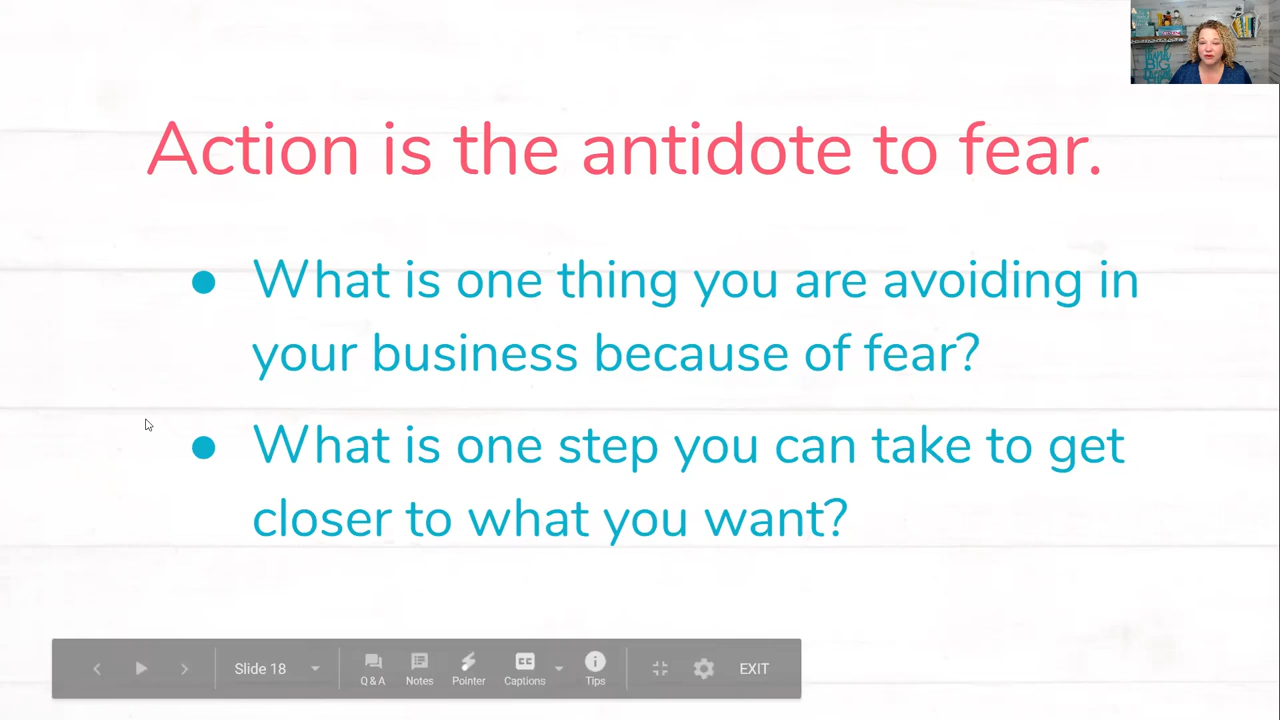 Action is the antidote to fear.
● What is one thing you are avoiding in
your business because of fear?
● What is one step you can take to get
closer to what you want?
Slide 18
Q & A
Notes
Pointer
CC
Captions
Tips
EXIT